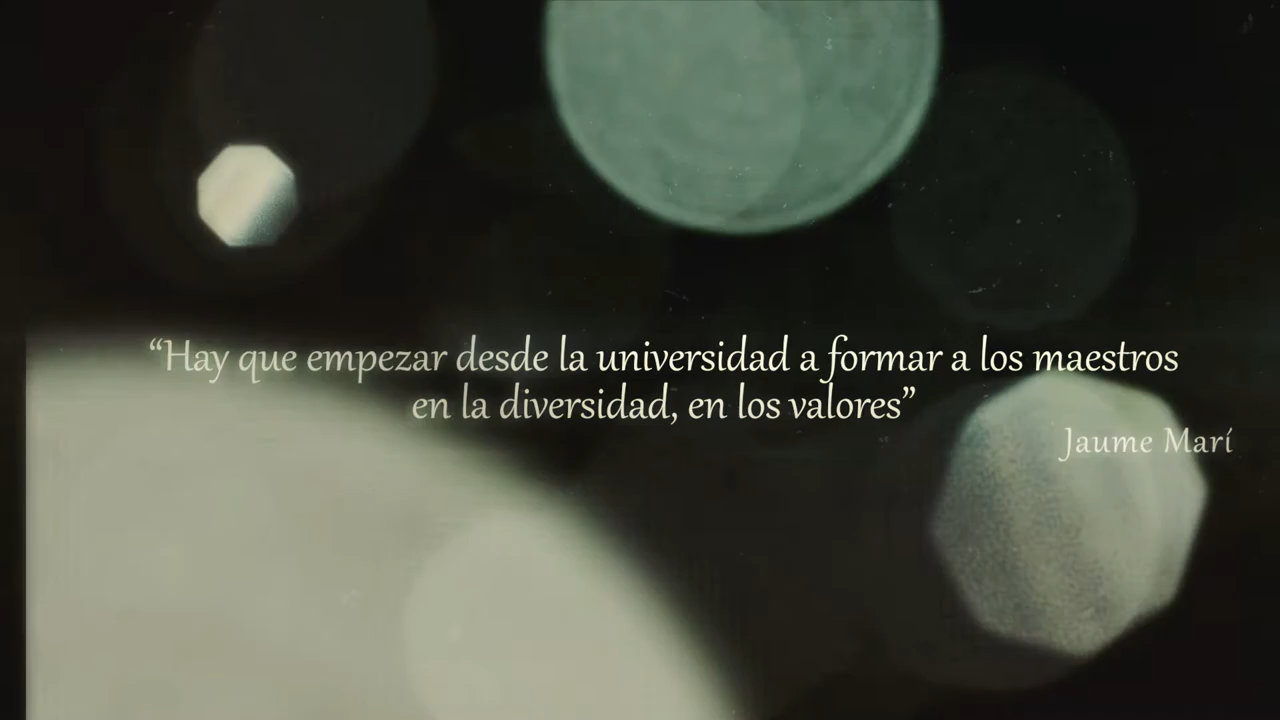 “Hay que empezar desde la universidad a formar a los maestros
en la diversidad, en los valores”
Jaume Marí